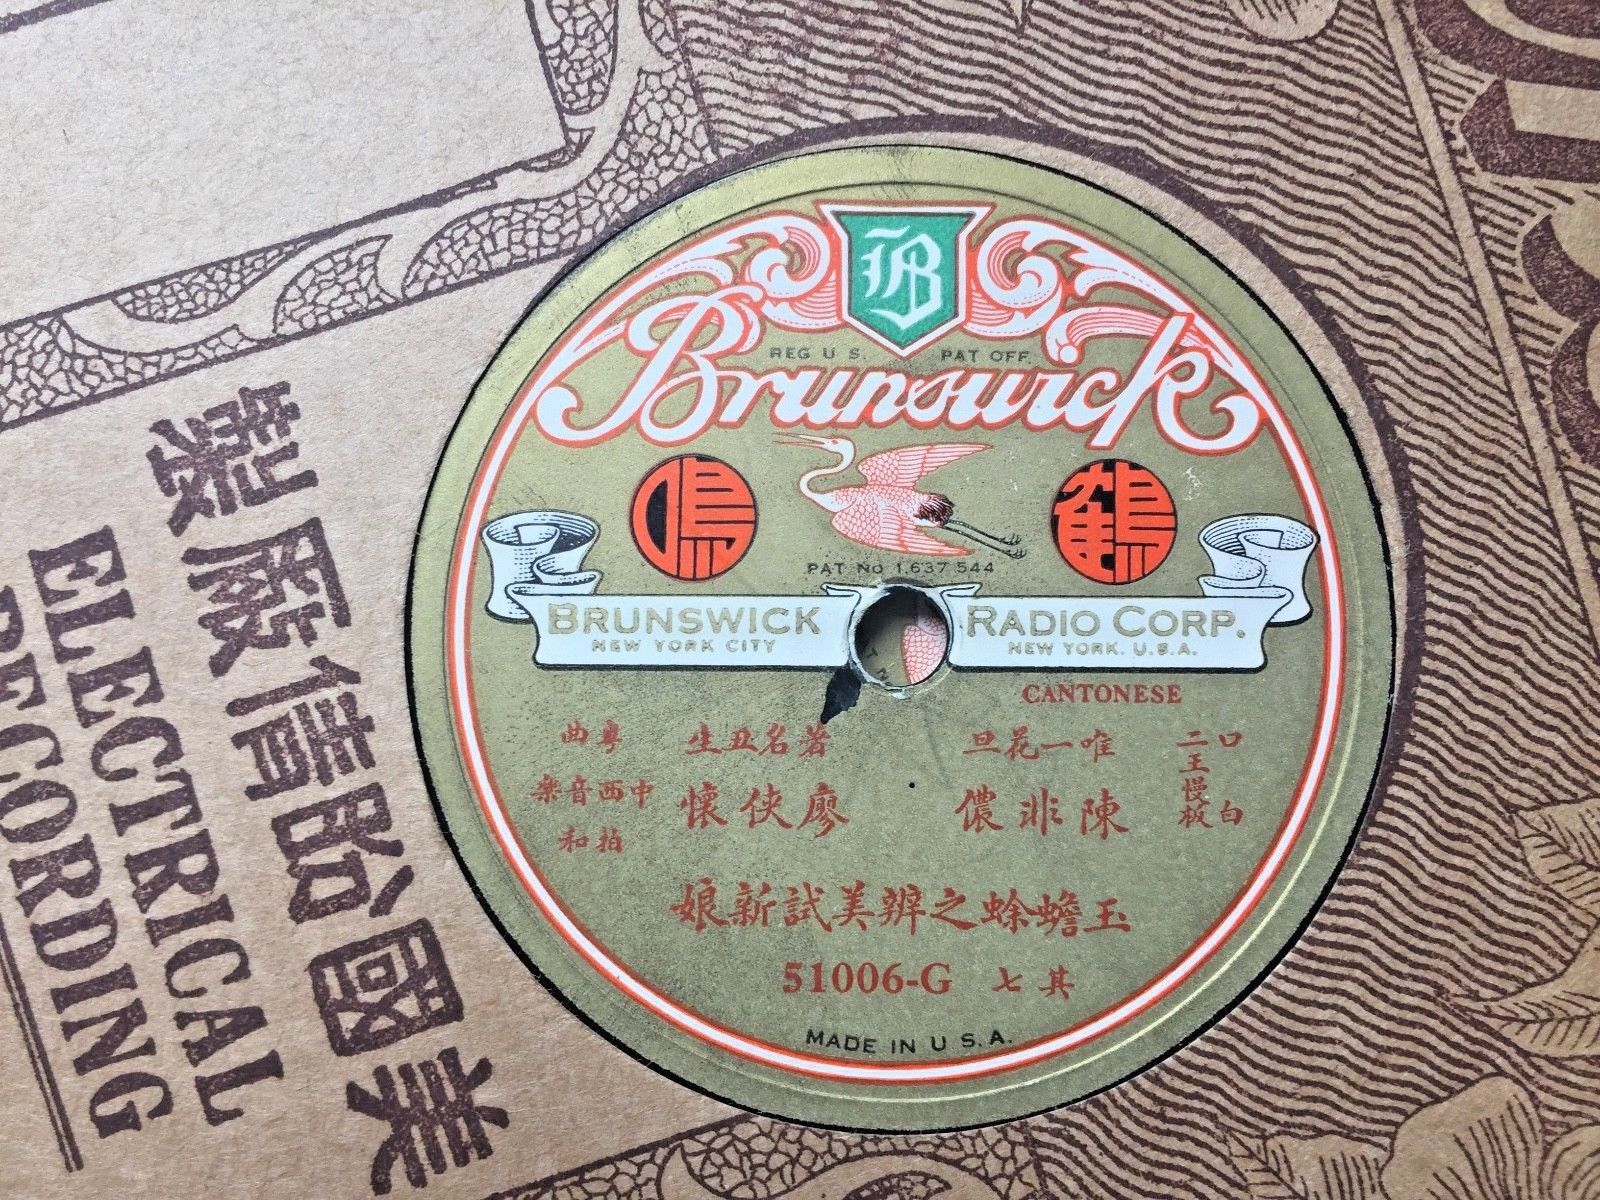 B
Brunswick
REG U S. PAT OFF.
鶴鳴
PAT NO 1,637,544
BRUNSWICK RADIO CORP.
NEW YORK CITY NEW YORK. U.S.A.
CANTONESE
口白
二王慢板
唯一花旦
陳非儂
著名丑生
廖俠懷
粵曲
中西音樂
拍和
玉蟾蜍之辨美試新娘
51006-G 其七
MADE IN U S. A.
美國飴信厰製
ELECTRICAL
RECORDING